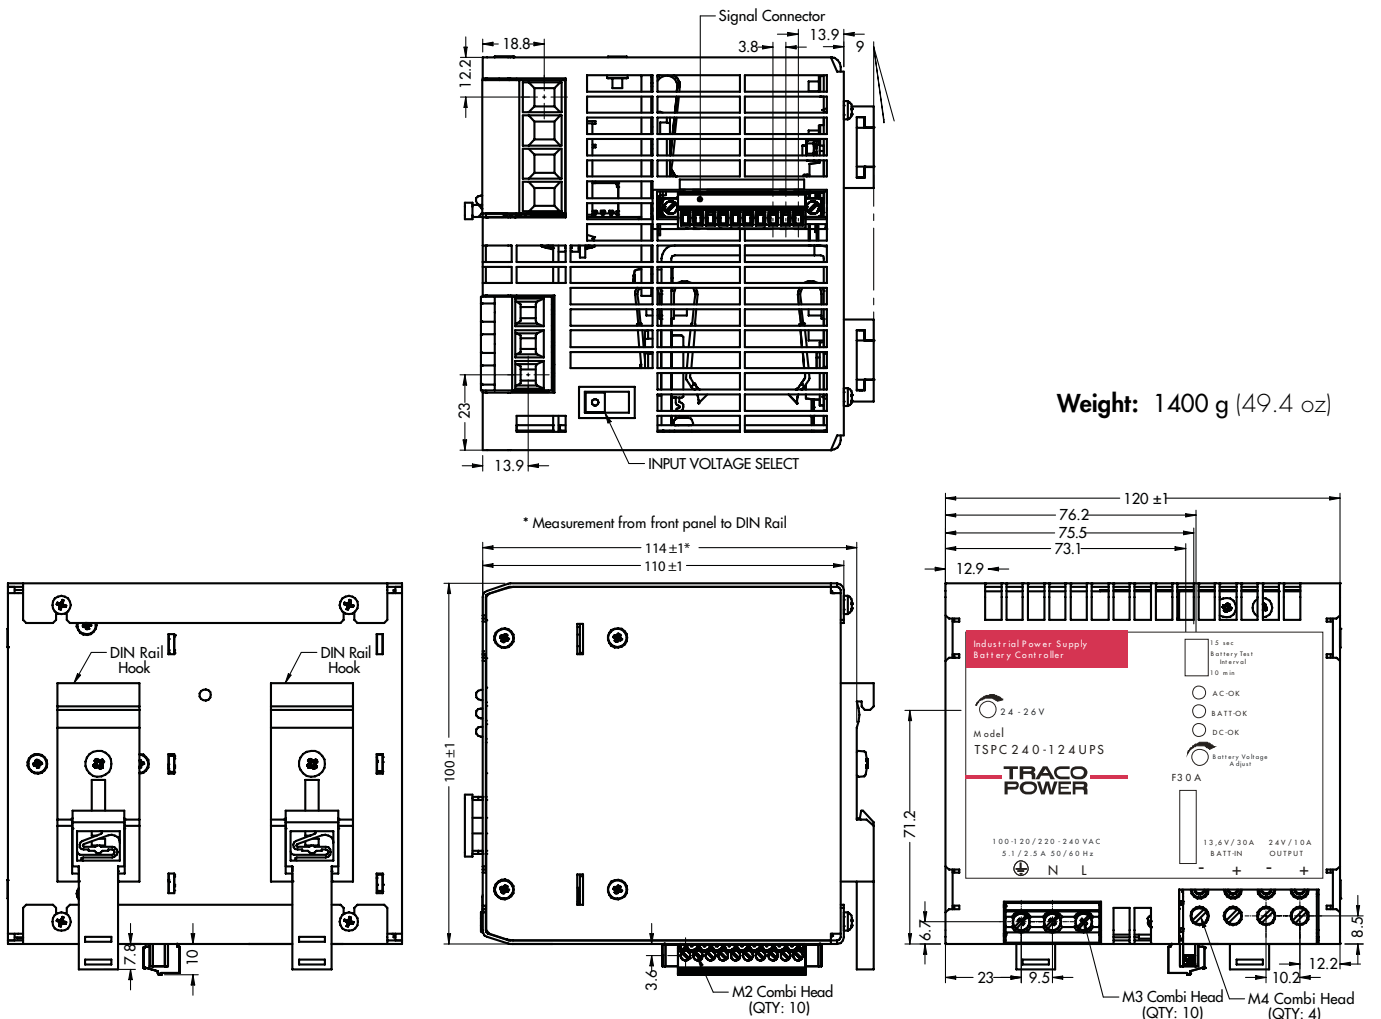 Signal Connector
18.8
13.9
3.8
9
12.2
23
13.9
INPUT VOLTAGE SELECT
Weight: 1400 g (49.4 oz)
* Measurement from front panel to DIN Rail
114 ±1*
110 ±1
100 ±1
120 ±1
76.2
75.5
73.1
12.9
DIN Rail
Hook
DIN Rail
Hook
7.8
10
3.6
M2 Combi Head
(QTY: 10)
Industrial Power Supply
Battery Controller
15 sec
Battery Test
Interval
10 min
AC-OK
BATT-OK
DC-OK
24-26V
Model
TSPC 240-124UPS
Battery Voltage
Adjust
TRACO
POWER
F30A
71.2
100-120/220-240 VAC
5.1/2.5 A 50/60 Hz
N L
13,6V/30A
BATT-IN
24V/10A
OUTPUT
- + - +
6.7
8.5
23
9.5
10.2
12.2
M3 Combi Head
(QTY: 10)
M4 Combi Head
(QTY: 4)